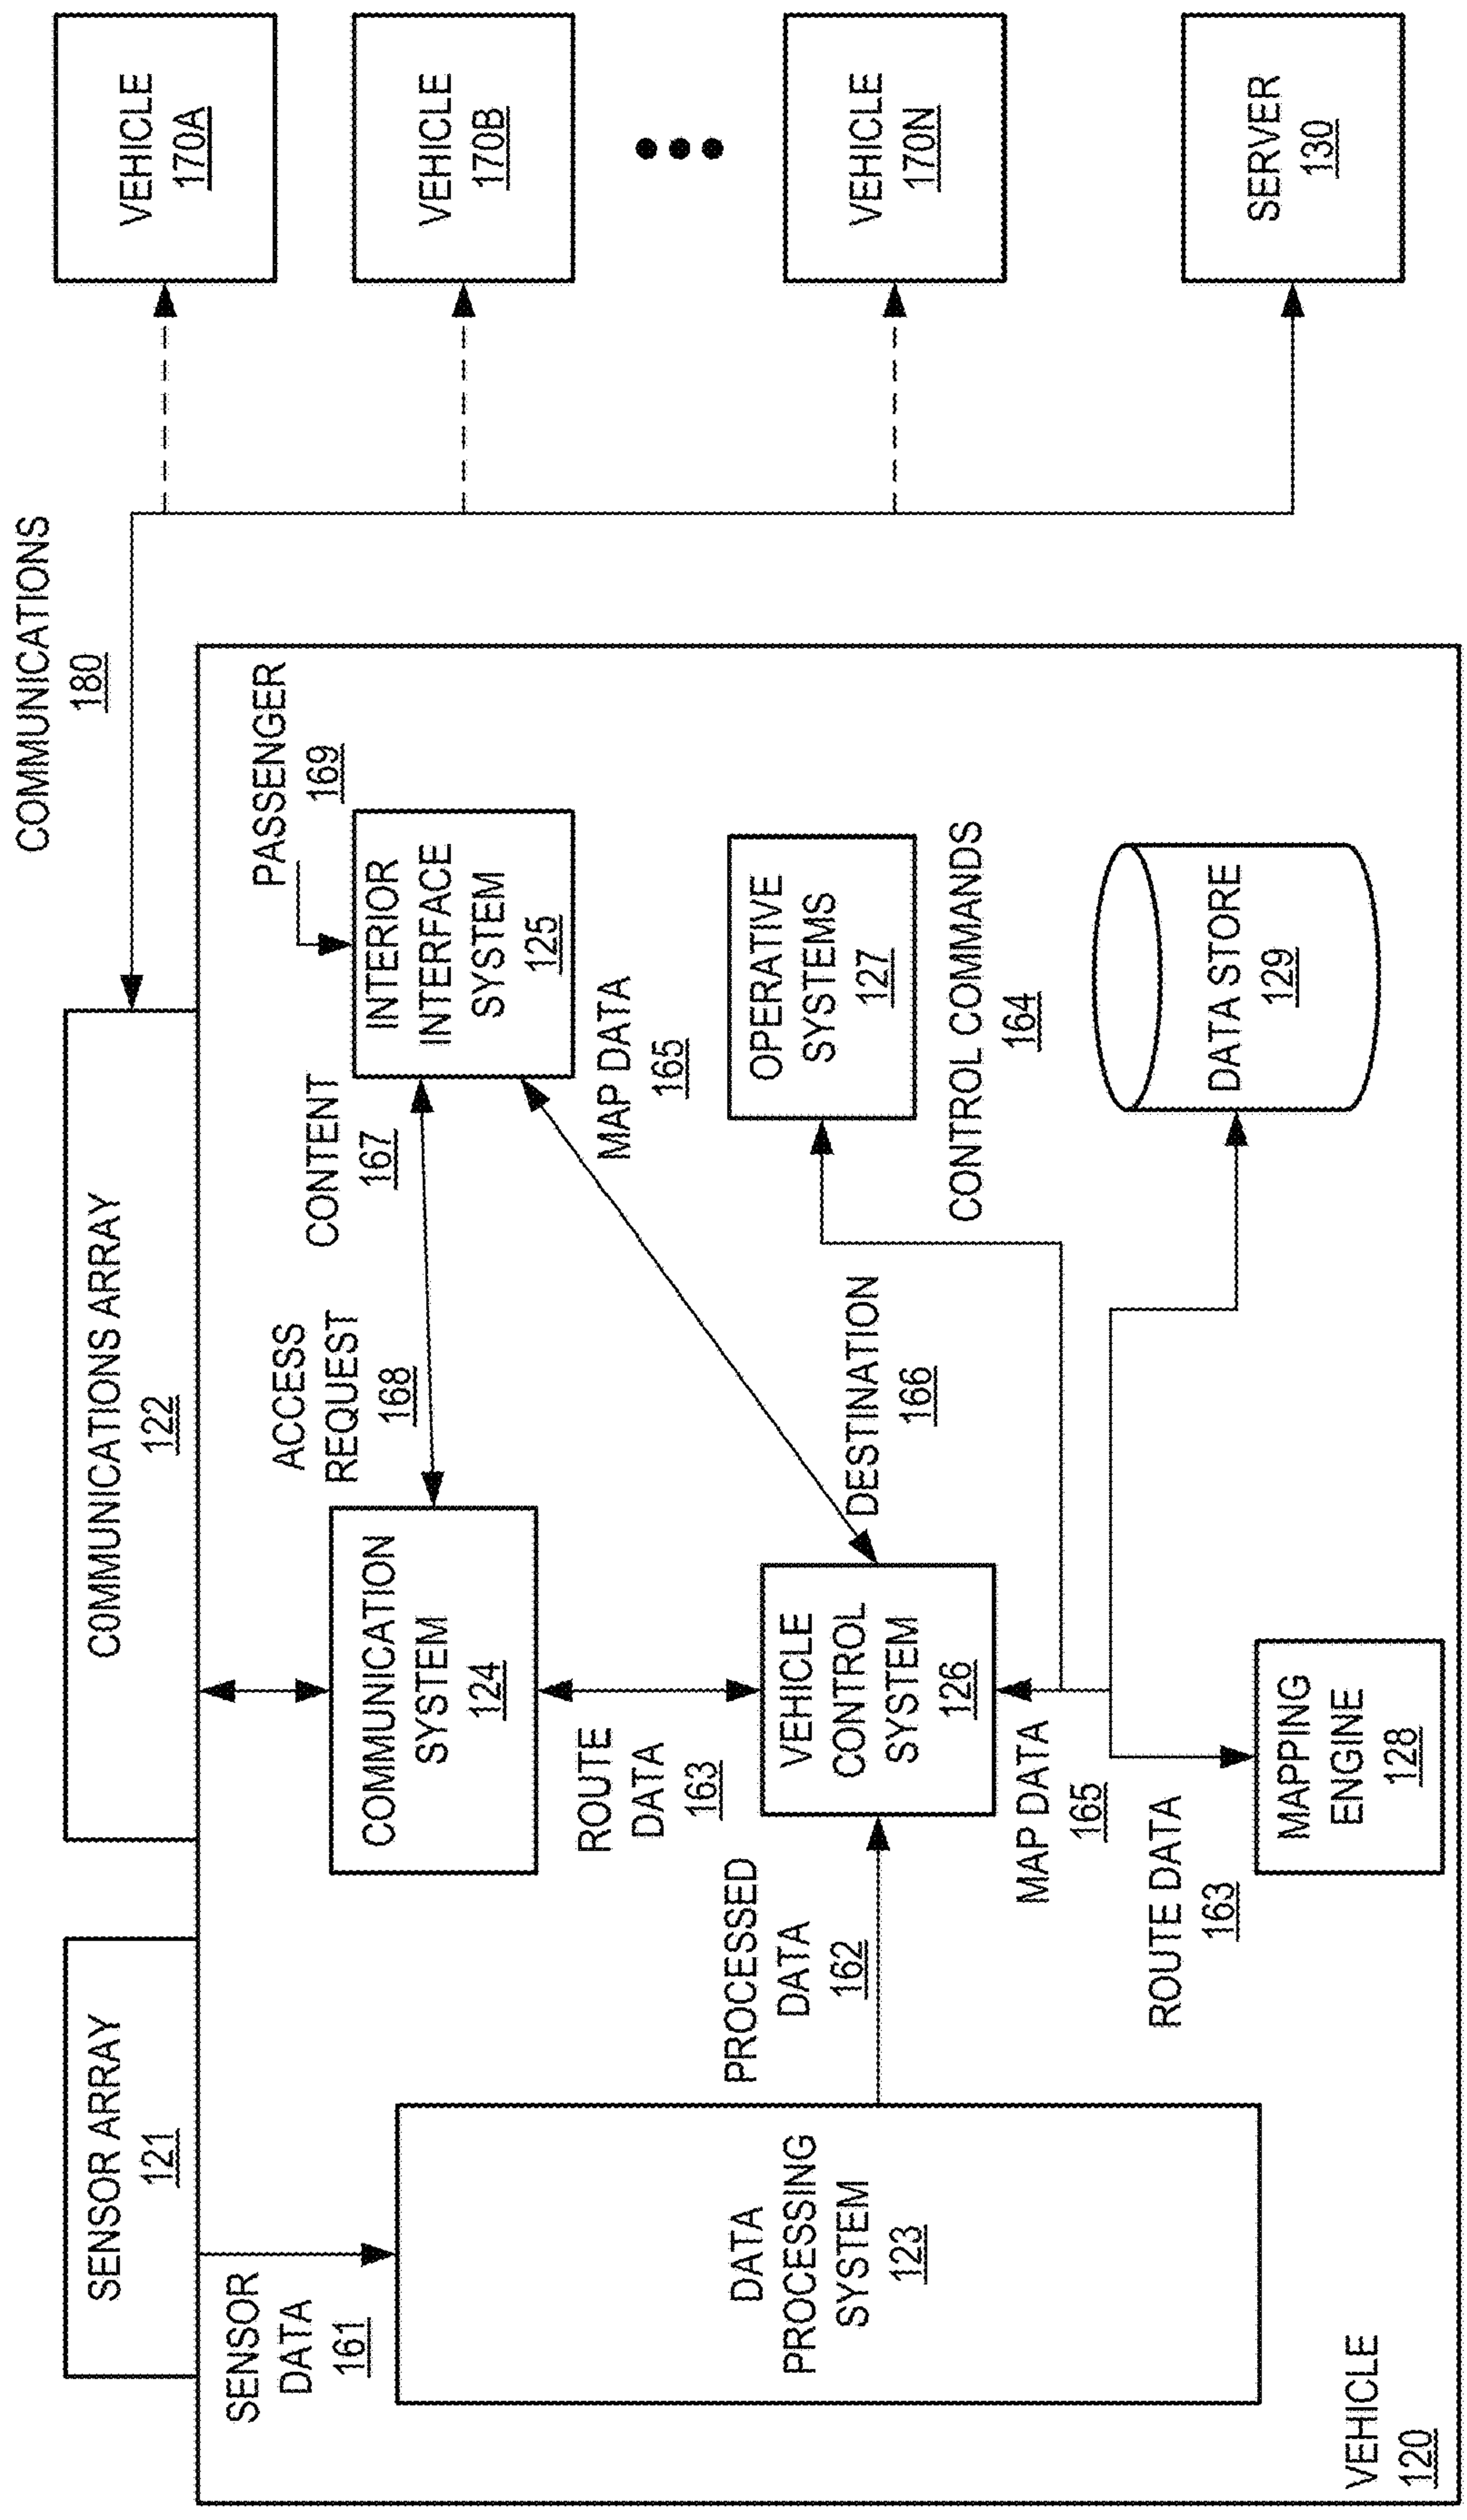 SENSOR ARRAY
121
COMMUNICATIONS ARRAY
122
COMMUNICATIONS
180
VEHICLE
170A
SENSOR
DATA
161
ACCESS
REQUEST
168
CONTENT
167
PASSENGER
169
COMMUNICATION
SYSTEM
124
INTERIOR
INTERFACE
SYSTEM
125
VEHICLE
170B
ROUTE
DATA
163
MAP DATA
165
DATA
PROCESSING
SYSTEM
123
PROCESSED
DATA
162
VEHICLE
CONTROL
SYSTEM
126
DESTINATION
166
OPERATIVE
SYSTEMS
127
VEHICLE
170N
MAP DATA
165
CONTROL COMMANDS
164
ROUTE DATA
163
DATA STORE
129
SERVER
130
MAPPING
ENGINE
128
VEHICLE
120